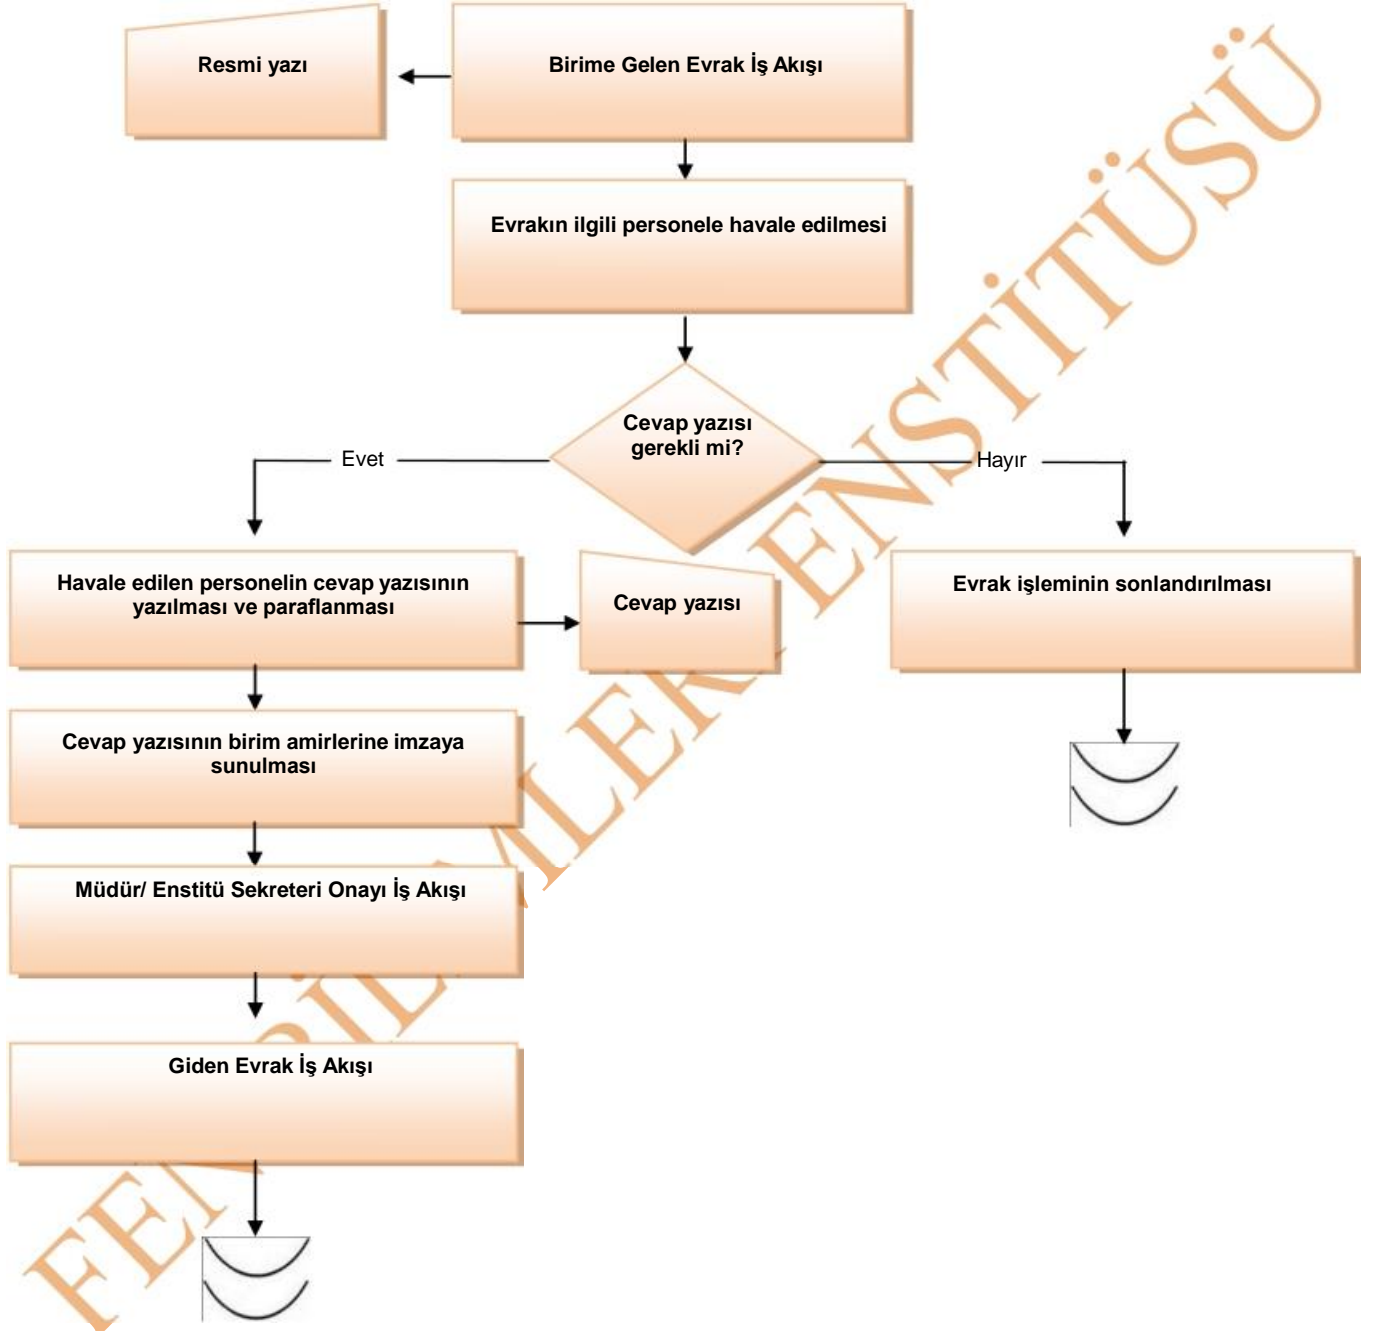 Resmi yazı
Birime Gelen Evrak İş Akışı
Evrakın ilgili personele havale edilmesi
Cevap yazısı
gerekli mi?
Evet
Hayır
Havale edilen personelin cevap yazısının
yazılması ve paraflanması
Cevap yazısı
Evrak işleminin sonlandırılması
Cevap yazısının birim amirlerine imzaya
sunulması
Müdür/ Enstitü Sekreteri Onayı İş Akışı
Giden Evrak İş Akışı
FEN BİLİMLERİ ENSTİTÜSÜ